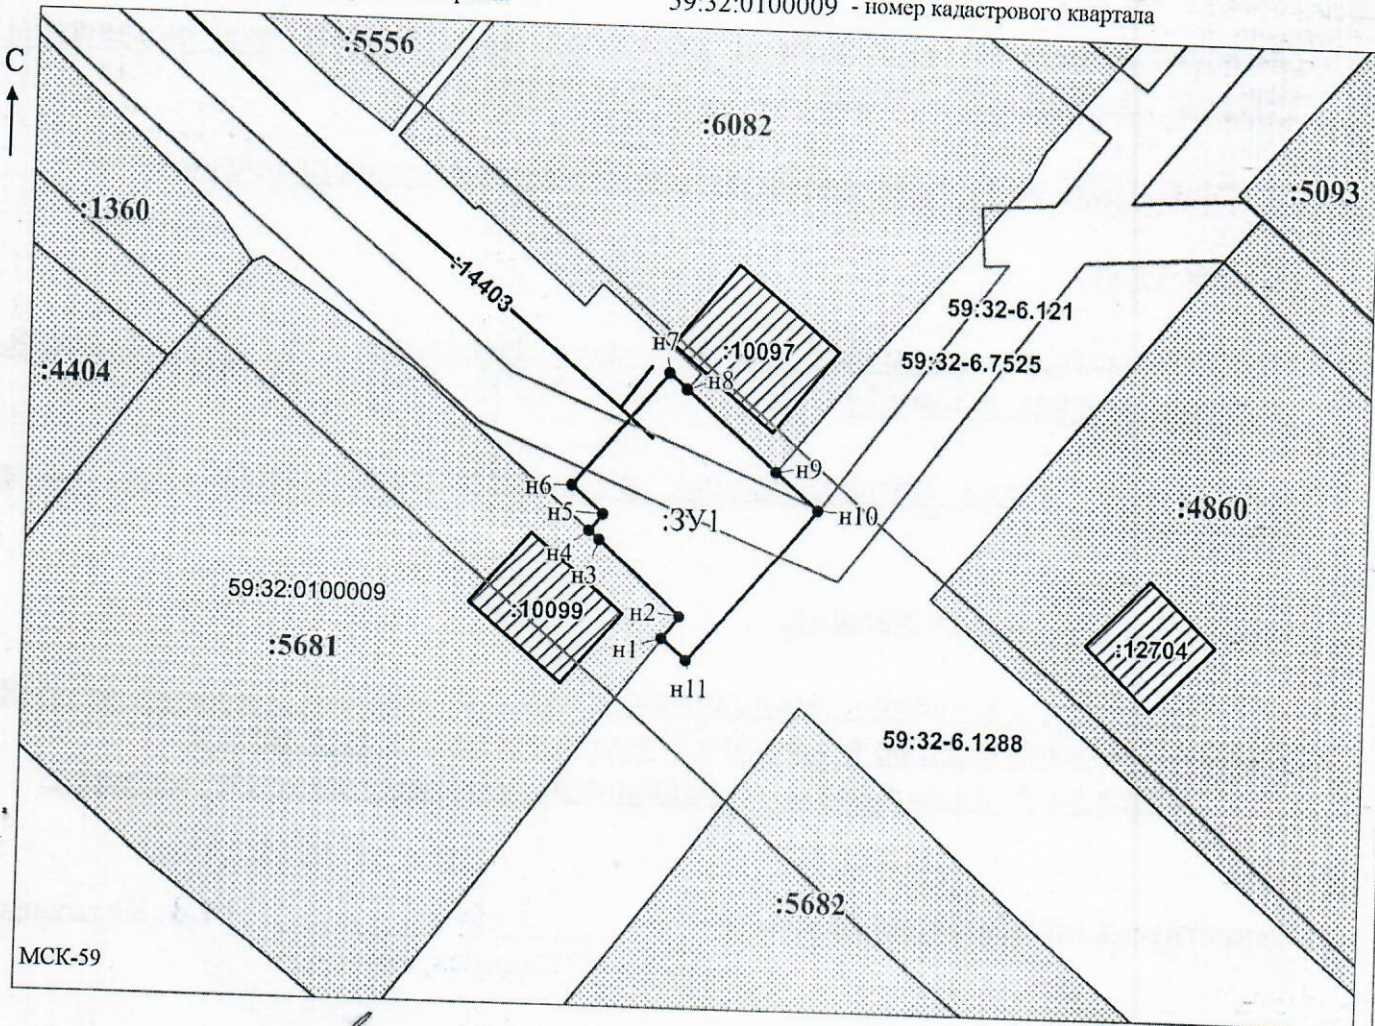 59:32:0100009 - номер кадастрового квартала
:5556
С
:6082
:5093
:1360
:14403
59:32-6.121
н7
:10097
59:32-6.7525
:4404
н8
н9
н6
н5
:ЗУ1
н10
:4860
н4
н3
59:32:0100009
:10099
н2
:5681
н1
:12704
н11
59:32-6.1288
:5682
МСК-59